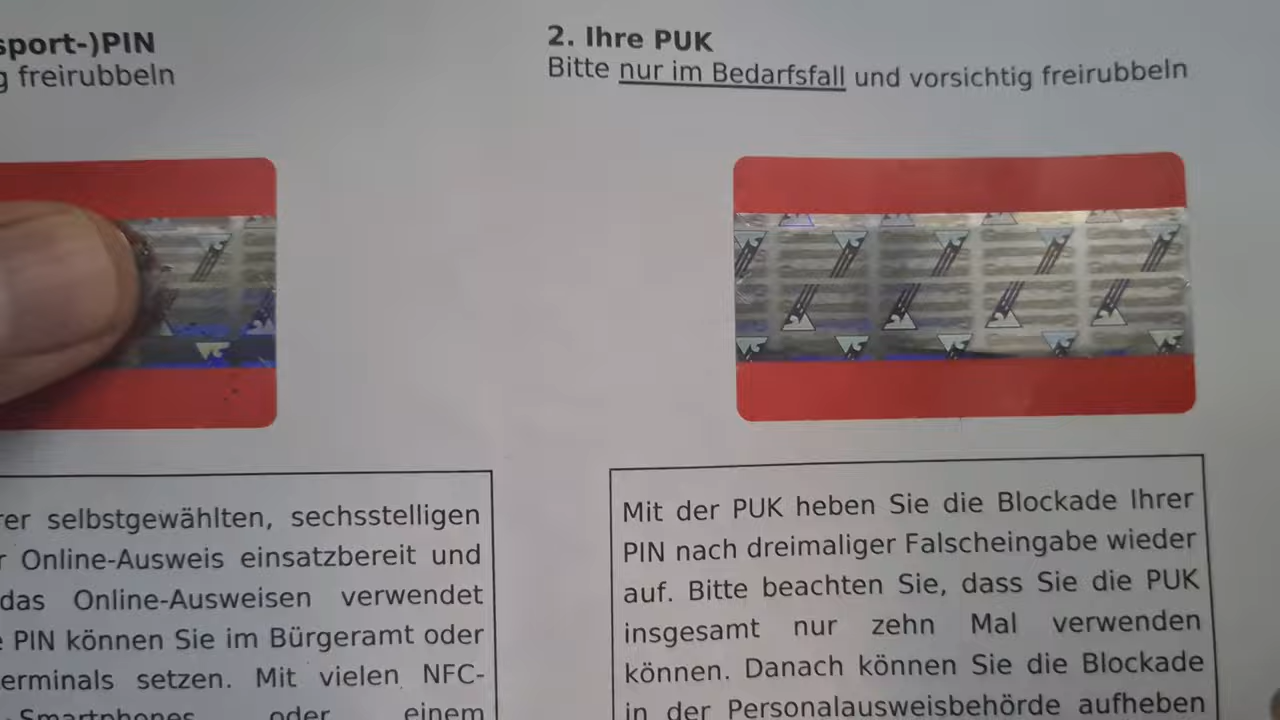 sport-)PIN
g freirubbeln
2. Ihre PUK
Bitte nur im Bedarfsfall und vorsichtig freirubbeln
rer selbstgewählten, sechsstelligen
r Online-Ausweis einsatzbereit und
das Online-Ausweisen verwendet
e PIN können Sie im Bürgeramt oder
erminals setzen. Mit vielen NFC-
Smartphones oder einem
Mit der PUK heben Sie die Blockade Ihrer
PIN nach dreimaliger Falscheingabe wieder
auf. Bitte beachten Sie, dass Sie die PUK
insgesamt nur zehn Mal verwenden
können. Danach können Sie die Blockade
in der Personalausweisbehörde aufheben